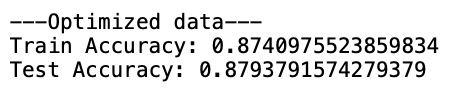 ---Optimized data---
Train Accuracy: 0.8740975523859834
Test Accuracy: 0.8793791574279379